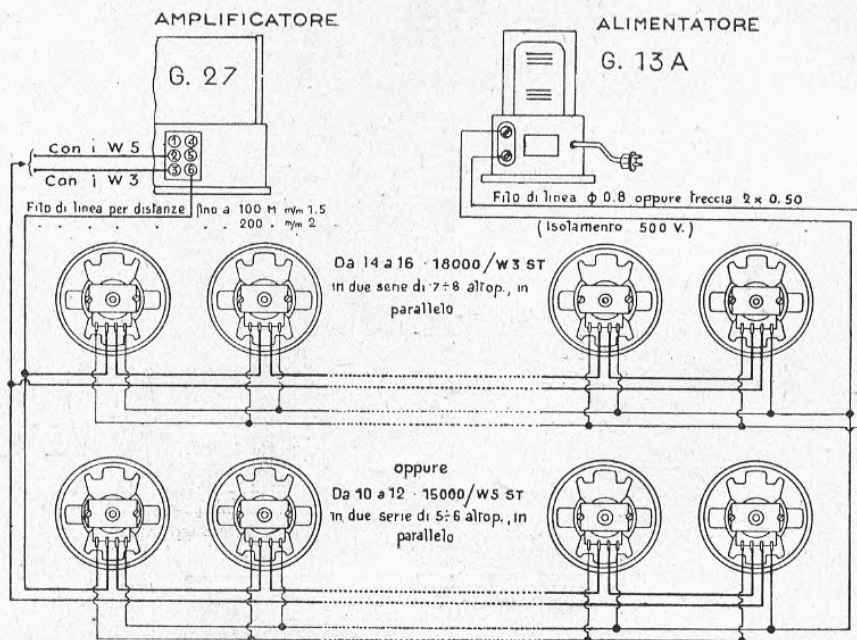 AMPLIFICATORE
G. 27
1 4
2 5
3 6
Con i W 5
Con i W 3
Filo di linea per distanze fino a 100 M m/m 1.5
200 . m/m 2
ALIMENTATORE
G. 13 A
Filo di linea ϕ 0.8 oppure treccia 2 x 0.50
(Isolamento 500 V.)
Da 14 a 16 - 18000/W3 ST
in due serie di 7÷8 altop., in
parallelo
oppure
Da 10 a 12 - 15000/W5 ST
in due serie di 5÷6 altop., in
parallelo